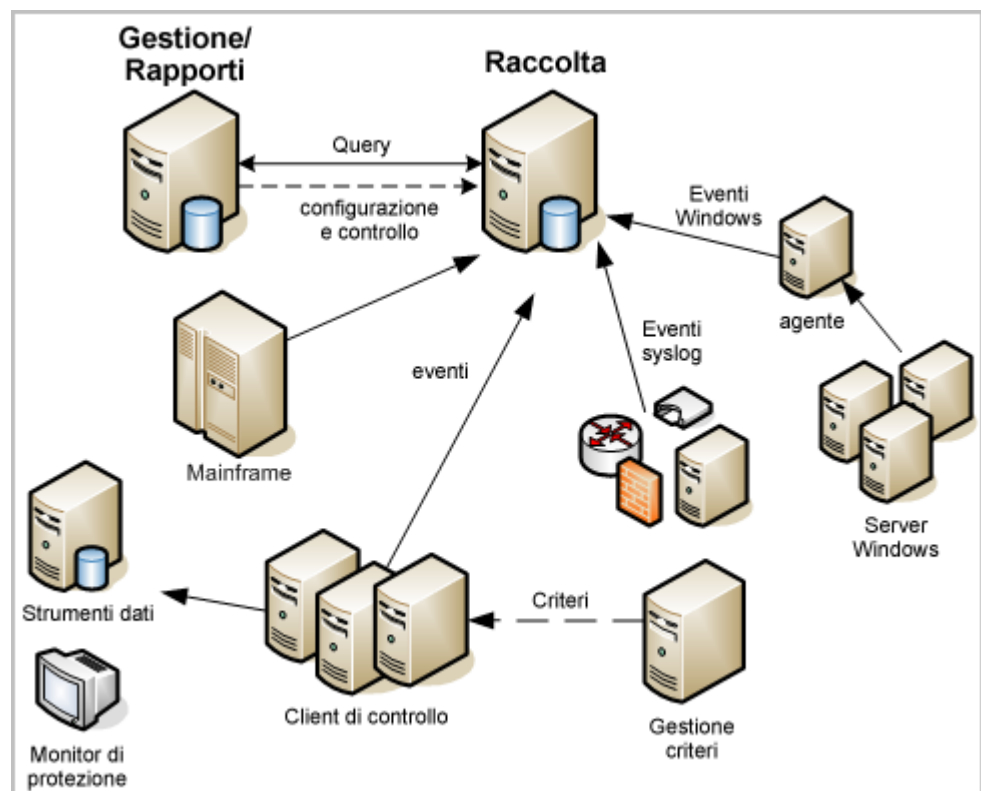 Gestione/
Rapporti
Raccolta
Query
configurazione
e controllo
Eventi
Windows
agente
Eventi
syslog
eventi
Mainframe
Server
Windows
Strumenti dati
Criteri
Client di controllo
Gestione
criteri
Monitor di
protezione